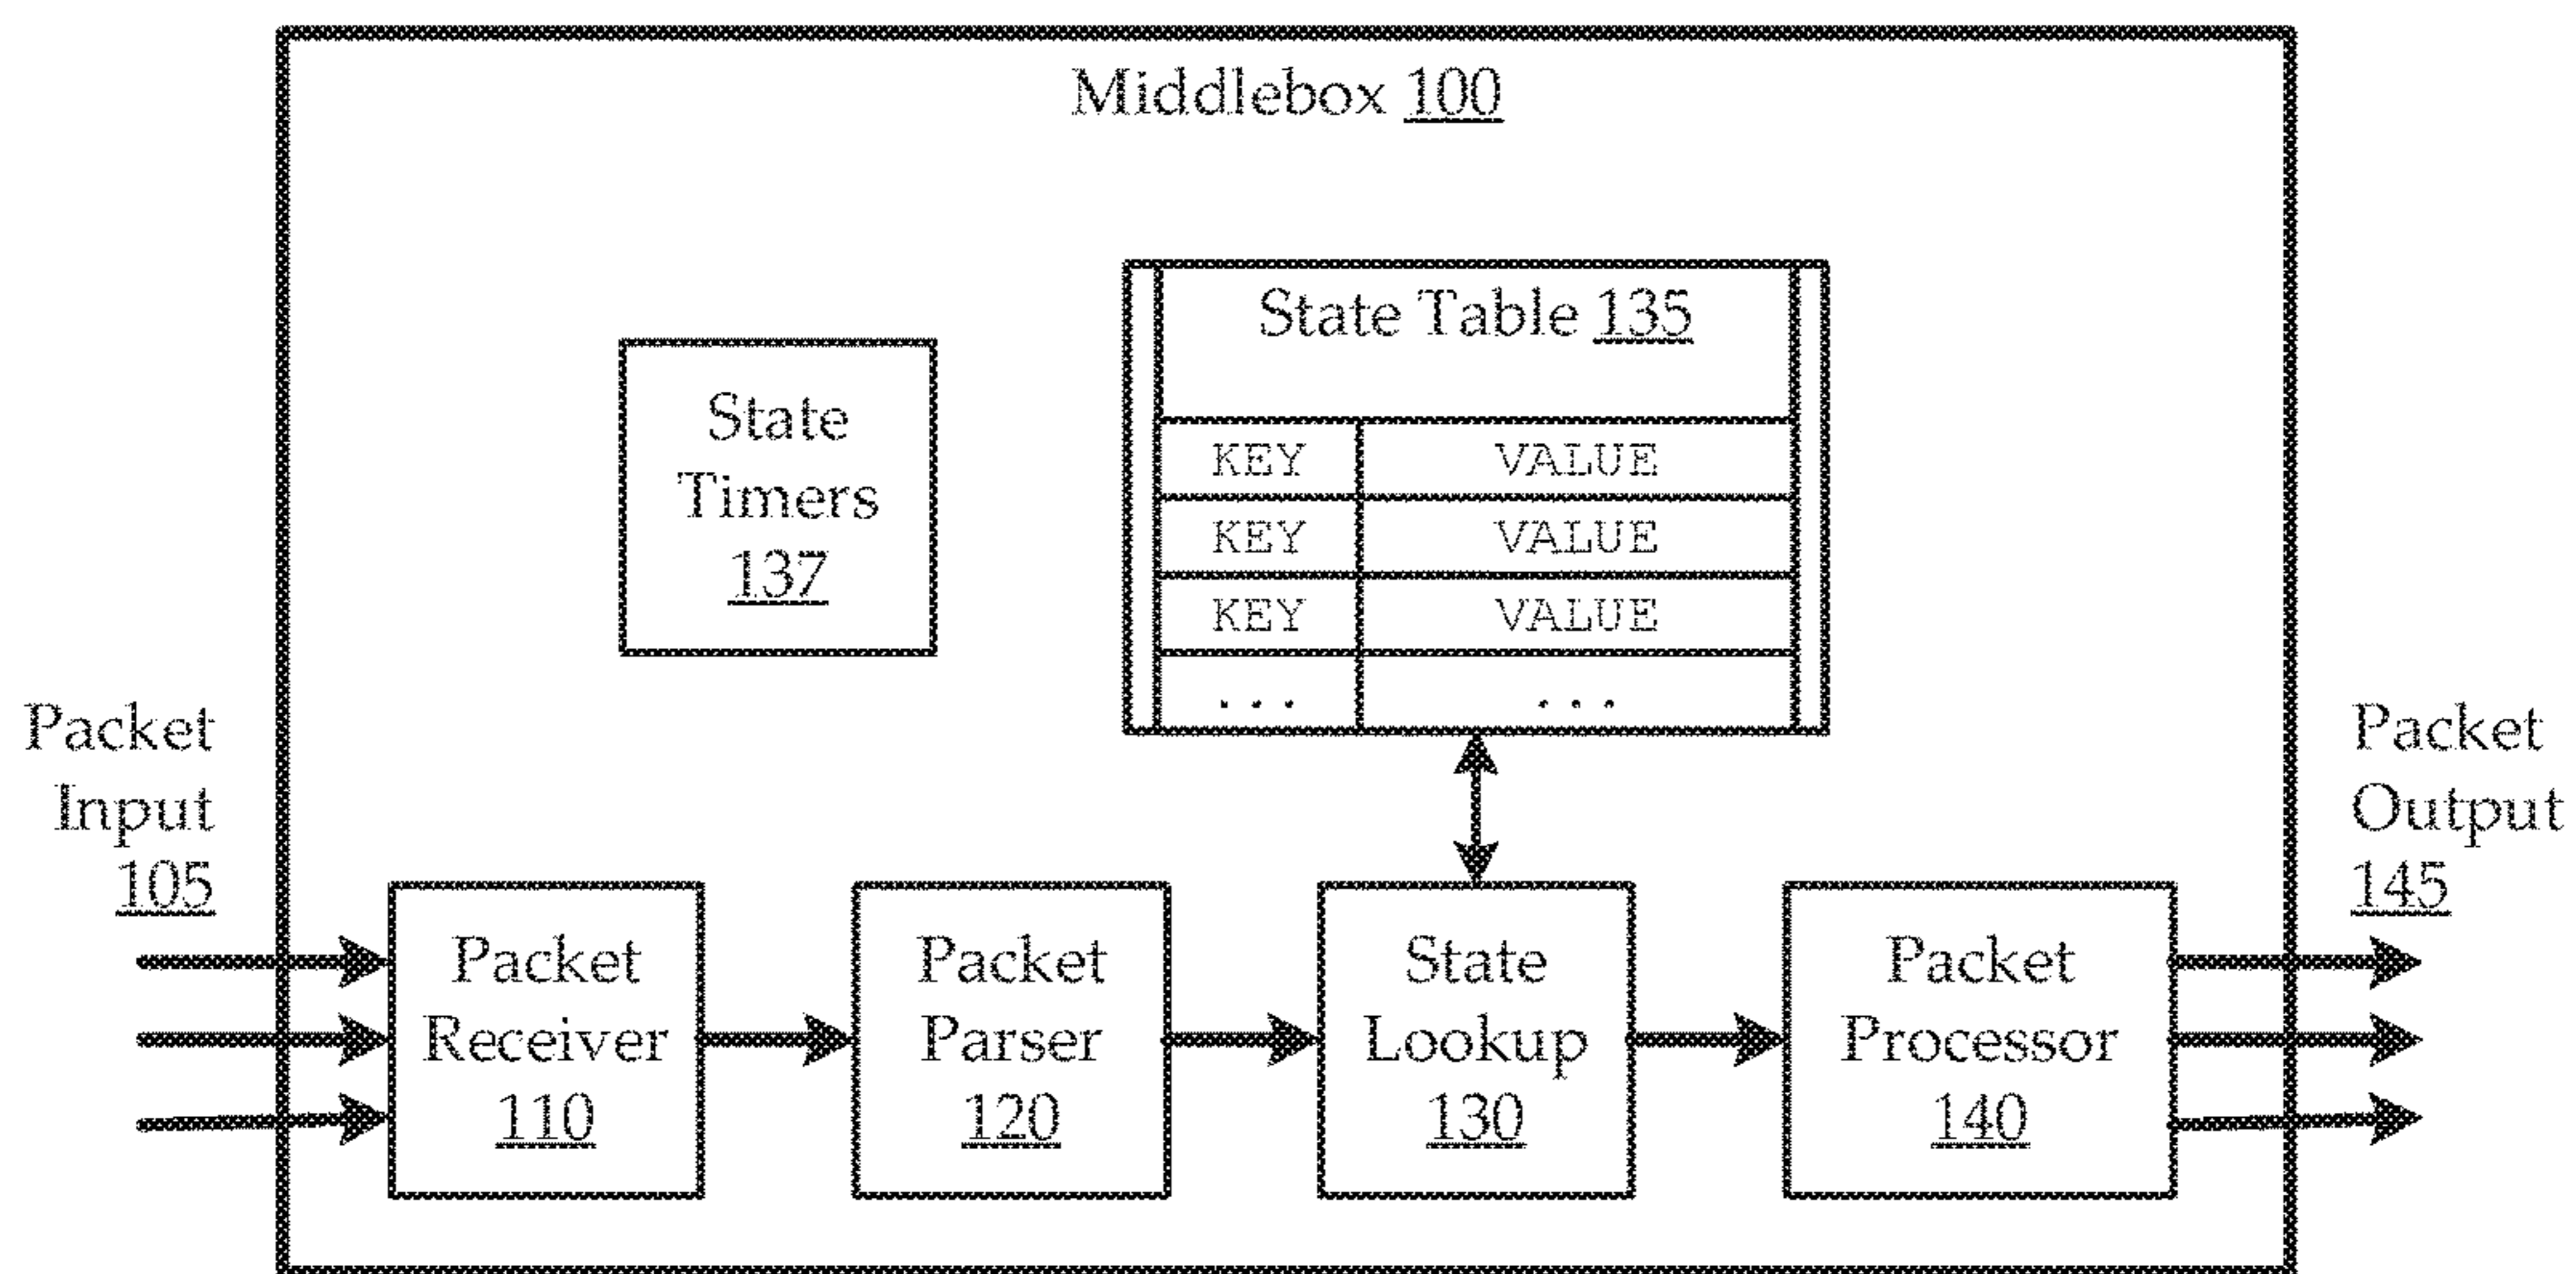 Middlebox 100
State Table 135
State
Timers
137
KEY VALUE
KEY VALUE
KEY VALUE
... ...
Packet
Input
105
Packet
Output
145
Packet
Receiver
110
Packet
Parser
120
State
Lookup
130
Packet
Processor
140